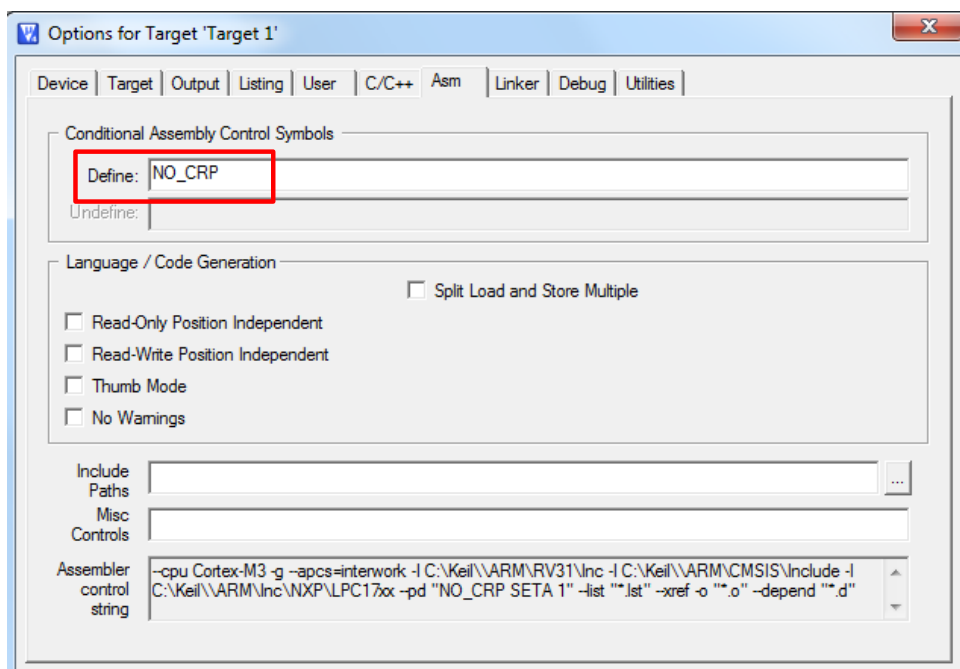 Options for Target 'Target 1'
Device Target Output Listing User C/C++ Asm Linker Debug Utilities
Conditional Assembly Control Symbols
Define: NO_CRP
Undefine:
Language / Code Generation
Split Load and Store Multiple
Read-Only Position Independent
Read-Write Position Independent
Thumb Mode
No Warnings
Include
Paths
...
Misc
Controls
Assembler
control
string
--cpu Cortex-M3 -g --apcs=interwork -I C:\Keil\\ARM\RV31\Inc -I C:\Keil\\ARM\CMSIS\Include -I
C:\Keil\\ARM\Inc\NXP\LPC17xx --pd "NO_CRP SETA 1" --list "*.lst" --xref -o "*.o" --depend "*.d"